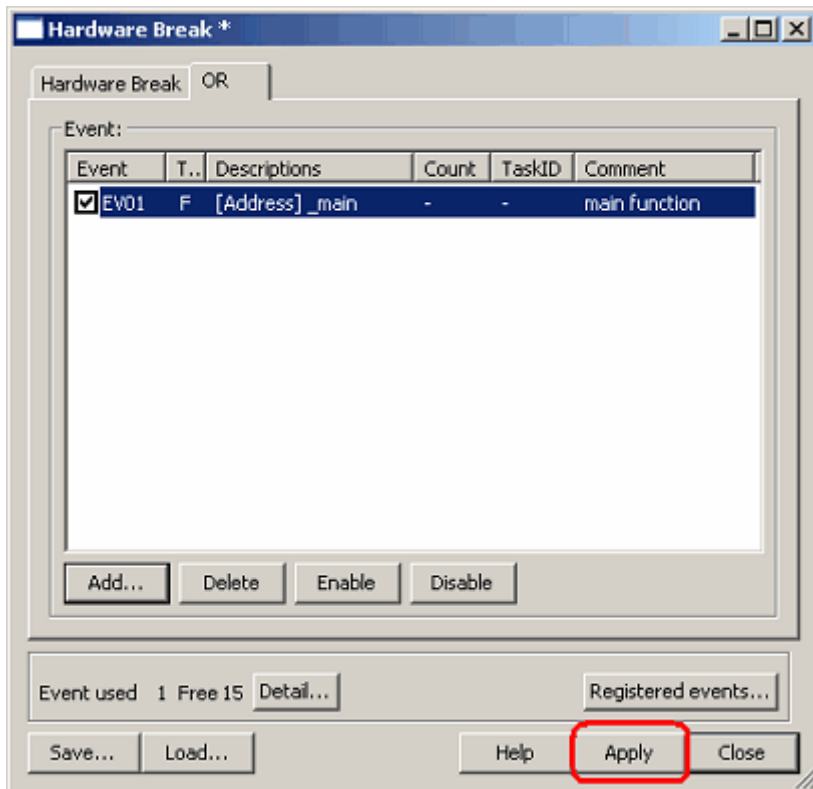 Hardware Break *
Hardware Break OR
Event:
Event T.. Descriptions Count TaskID Comment
EV01 F [Address] _main - - main function
Add... Delete Enable Disable
Event used 1 Free 15 Detail... Registered events...
Save... Load... Help Apply Close